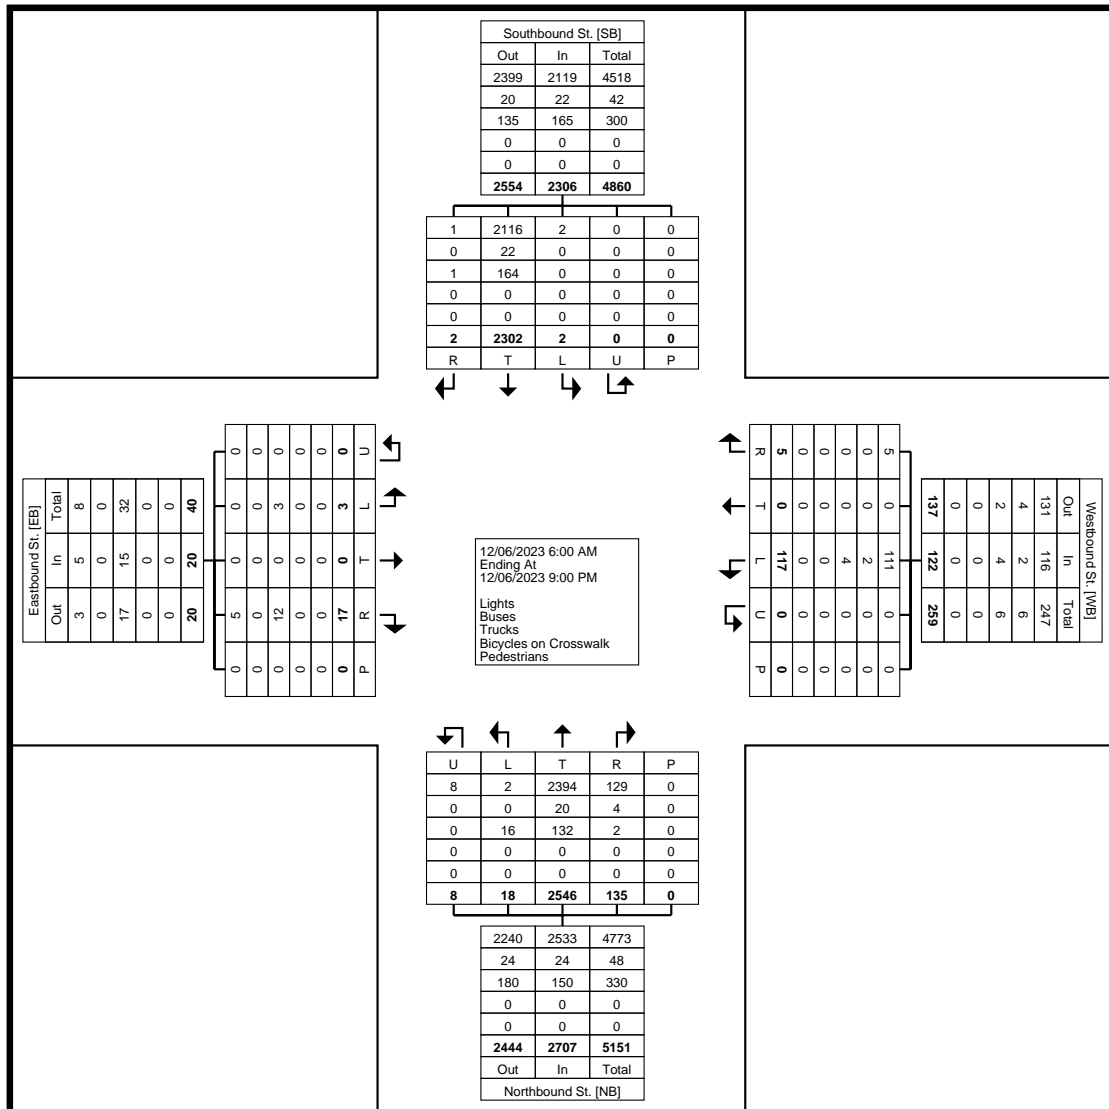 Southbound St. [SB]
Out In Total
2399 2119 4518
20 22 42
135 165 300
0 0 0
0 0 0
2554 2306 4860
1 2116 2 0 0
0 22 0 0 0
1 164 0 0 0
0 0 0 0 0
0 0 0 0 0
2 2302 2 0 0
R T L U P
Eastbound St. [EB]
Total 8 0 32 0 0 40
In 5 0 15 0 0 20
Out 3 0 17 0 0 20
0 0 0 0 0 0 U
0 0 3 0 0 3 L
0 0 0 0 0 0 T
5 0 12 0 0 17 R
0 0 0 0 0 0 P
12/06/2023 6:00 AM
Ending At
12/06/2023 9:00 PM
Lights
Buses
Trucks
Bicycles on Crosswalk
Pedestrians
R 5 0 0 0 0 5
T 0 0 0 0 0 0
L 117 0 0 4 2 111
U 0 0 0 0 0 0
P 0 0 0 0 0 0
137 0 0 2 4 131 Out
122 0 0 4 2 116 In
259 0 0 6 6 247 Total
Westbound St. [WB]
U L T R P
8 2 2394 129 0
0 0 20 4 0
0 16 132 2 0
0 0 0 0 0
0 0 0 0 0
8 18 2546 135 0
2240 2533 4773
24 24 48
180 150 330
0 0 0
0 0 0
2444 2707 5151
Out In Total
Northbound St. [NB]